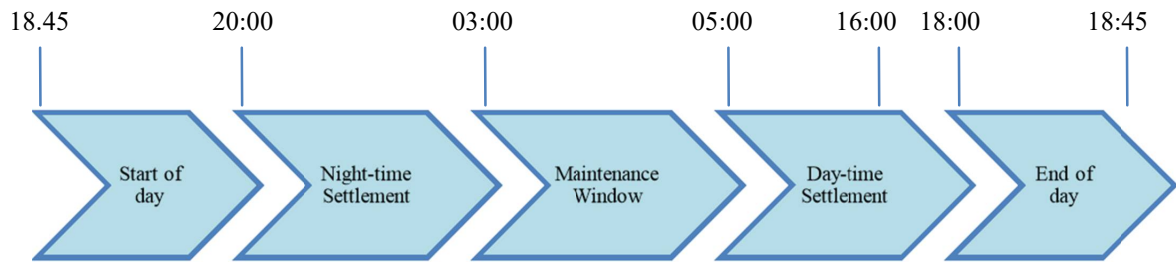 18.45
20:00
03:00
05:00
16:00
18:00
18:45
Start of
day
Night-time
Settlement
Maintenance
Window
Day-time
Settlement
End of
day